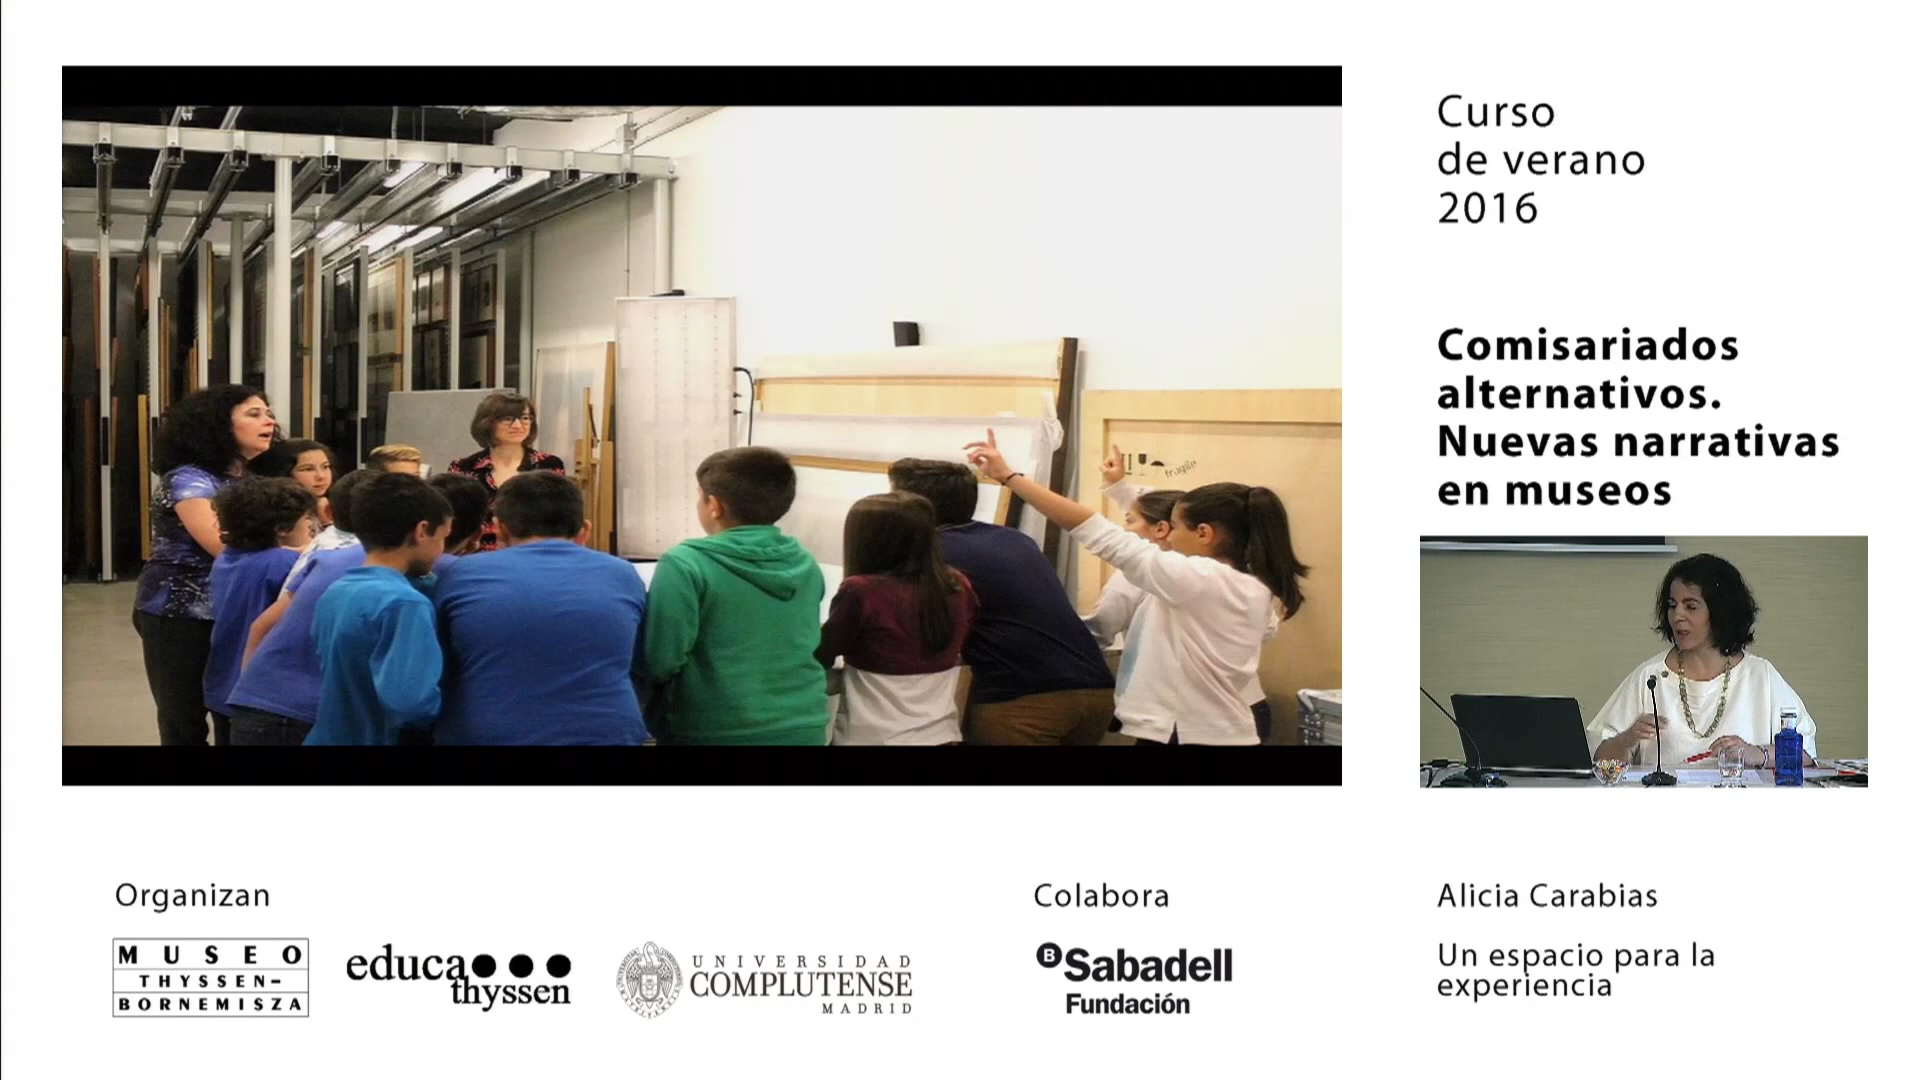 Curso
de verano
2016
Comisariados
alternativos.
Nuevas narrativas
en museos
fragile
Organizan
MUSEO
THYSSEN-
BORNEMISZA
educa
thyssen
UNIVERSIDAD
COMPLUTENSE
MADRID
Colabora
B Sabadell
Fundación
Alicia Carabias
Un espacio para la
experiencia